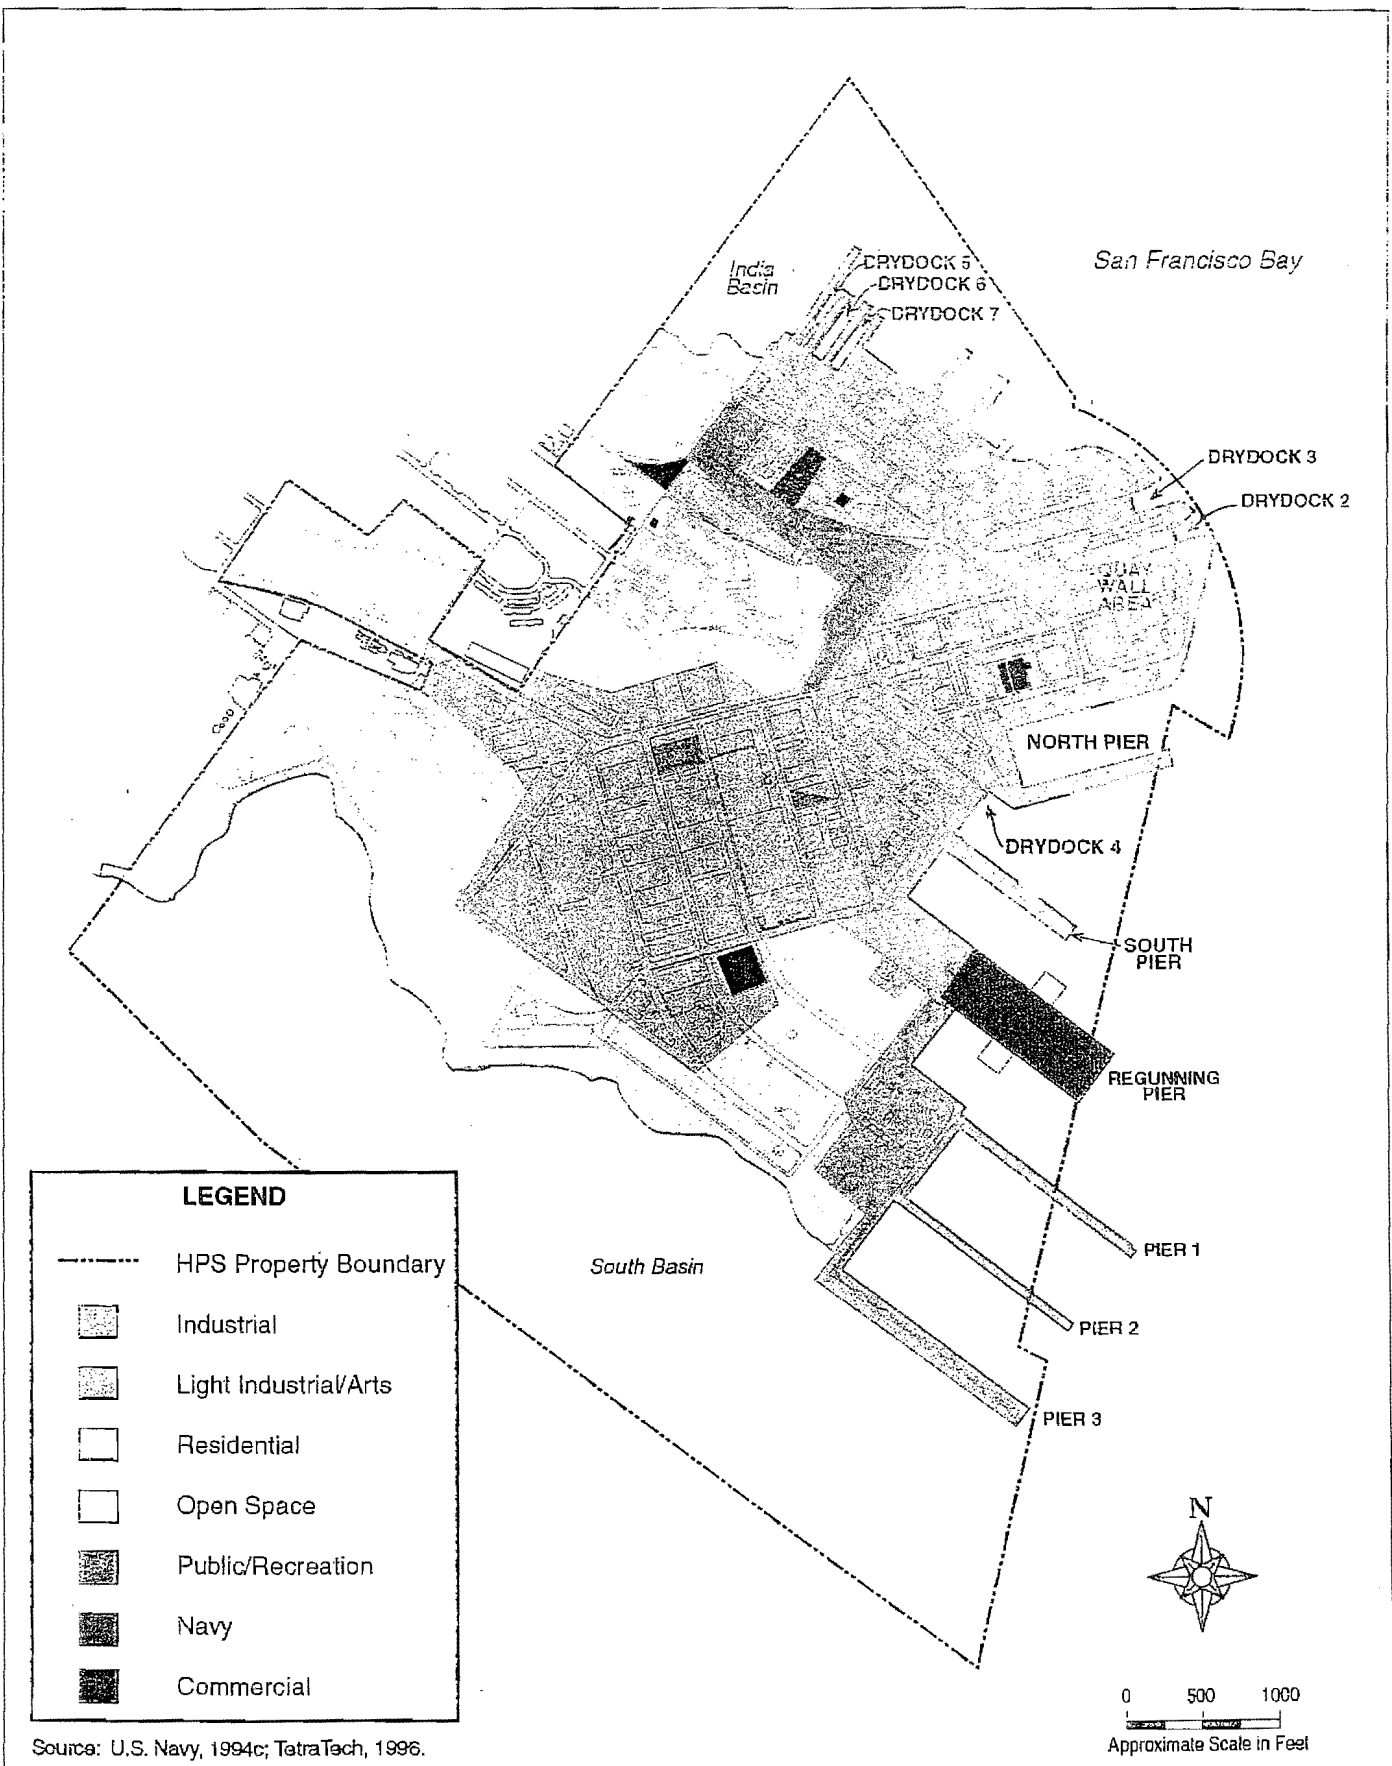 San Francisco Bay
India
Basin
DRYDOCK 5
DRYDOCK 6
DRYDOCK 7
DRYDOCK 3
DRYDOCK 2
QUAY
WALL
AREA
NORTH PIER
DRYDOCK 4
SOUTH
PIER
REGUNNING
PIER
PIER 1
PIER 2
PIER 3
South Basin
LEGEND
HPS Property Boundary
Industrial
Light Industrial/Arts
Residential
Open Space
Public/Recreation
Navy
Commercial
N
0 500 1000
Approximate Scale in Feet
Source: U.S. Navy, 1994c; TetraTech, 1996.